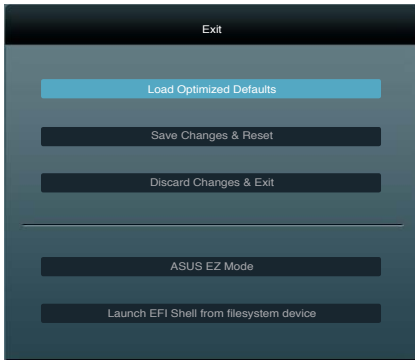 Exit
Load Optimized Defaults
Save Changes & Reset
Discard Changes & Exit
ASUS EZ Mode
Launch EFI Shell from filesystem device